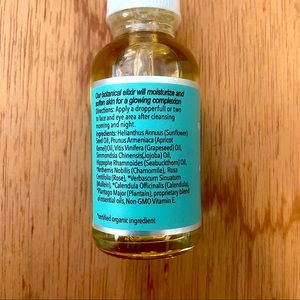 Our botanical elixir will moisturize and
soften skin for a glowing complexion
Directions: Apply a dropperfull or two
to face and eye area after cleansing
morning and night.
Ingredients: Helianthus Annuus (Sunflower)
Seed Oil, Prunus Armeniaca (Apricot
Kernel) Oil, Vitis Vinifera (Grapeseed) Oil,
Simmondsia Chinensis (Jojoba) Oil,
Hippophe Rhamnoides (Seabuckthorn) Oil,
*Anthemis Nobilis (Chamomile), Rosa
Centifolia (Rose), *Verbascum Sinuatum
(Mullein), *Calendula Officinalis (Calendula),
*Plantago Major (Plantain), proprietary blend
of essential oils, Non-GMO Vitamin E.
*certified organic ingredient